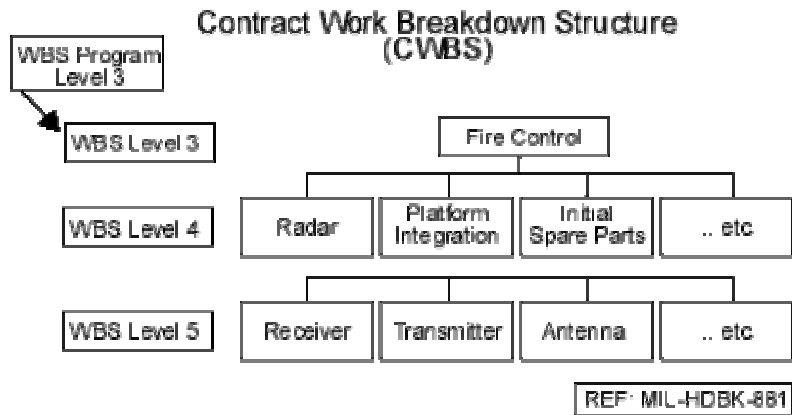 Contract Work Breakdown Structure
(CWBS)
WBS Program
Level 3
WBS Level 3
Fire Control
WBS Level 4
Radar
Platform
Integration
Initial
Spare Parts
.. etc
WBS Level 5
Receiver
Transmitter
Antenna
.. etc
REF: MIL-HDBK-881